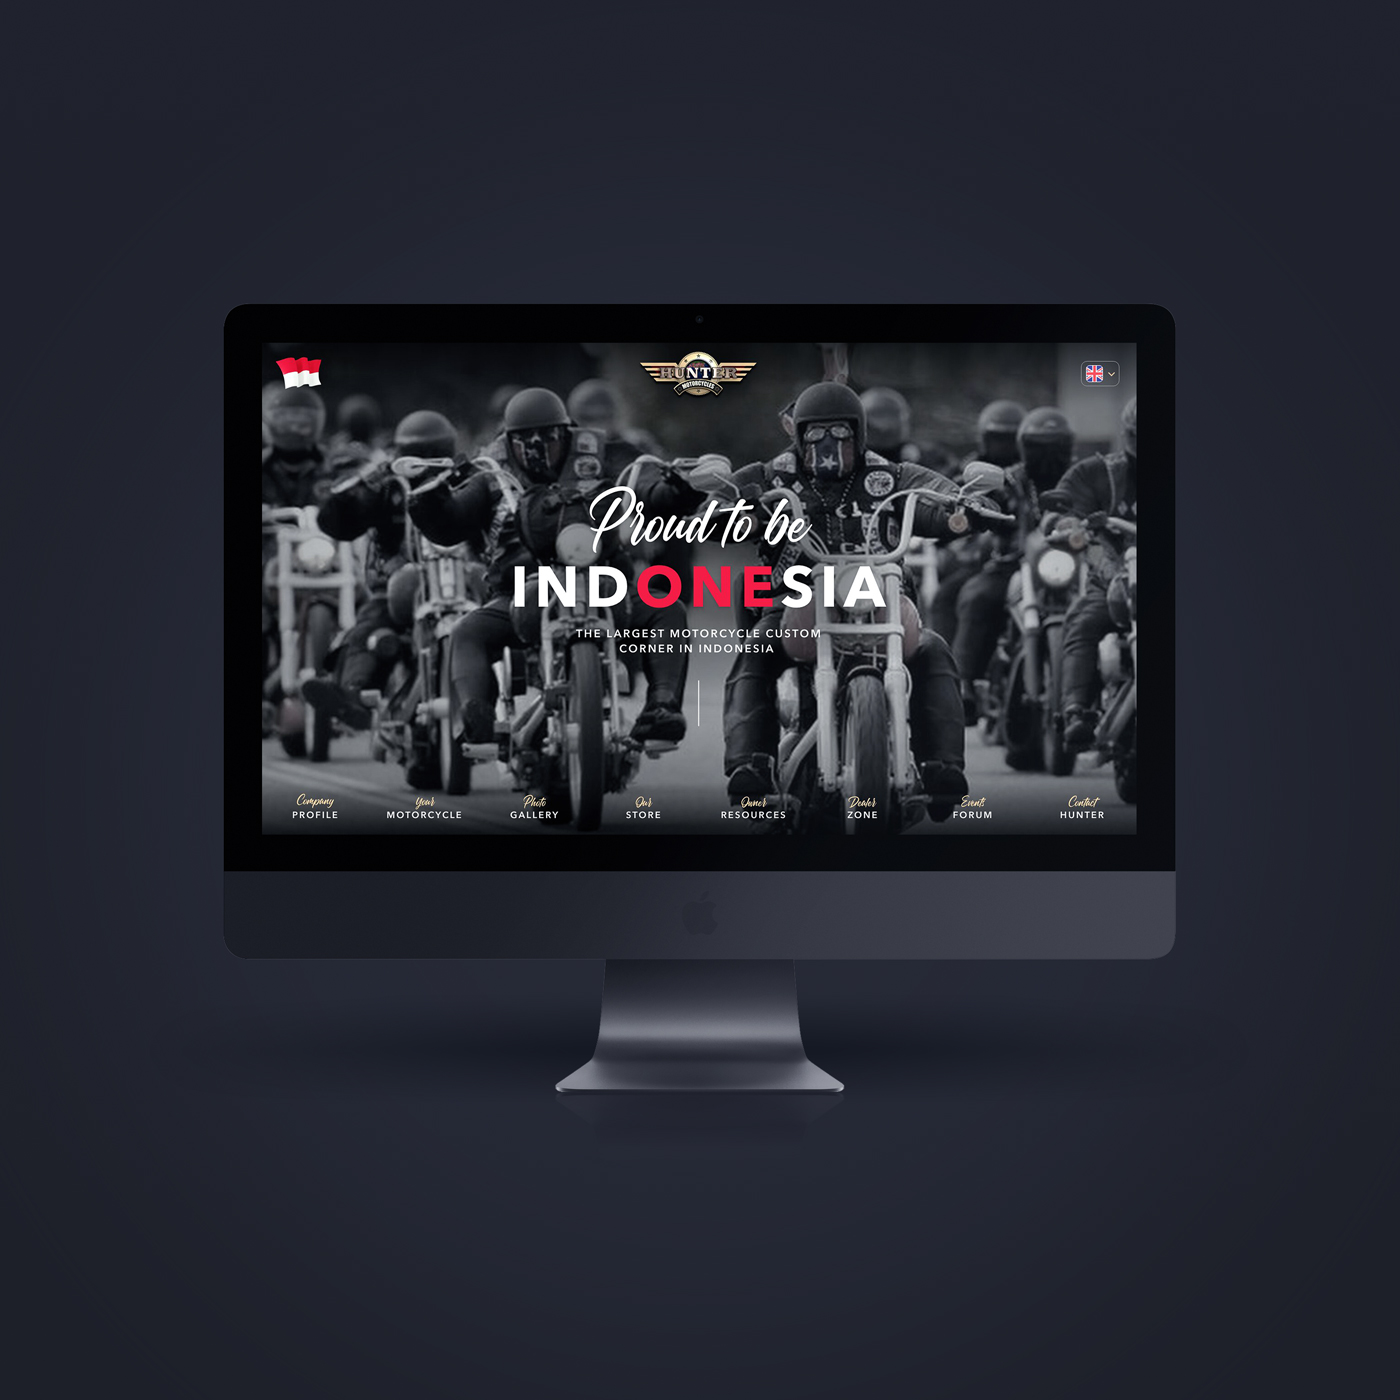 HUNTER
MOTORCYCLES
Proud to be
INDONESIA
THE LARGEST MOTORCYCLE CUSTOM
CORNER IN INDONESIA
Company
PROFILE
Your
MOTORCYCLE
Photo
GALLERY
Our
STORE
Owner
RESOURCES
Dealer
ZONE
Events
FORUM
Contact
HUNTER